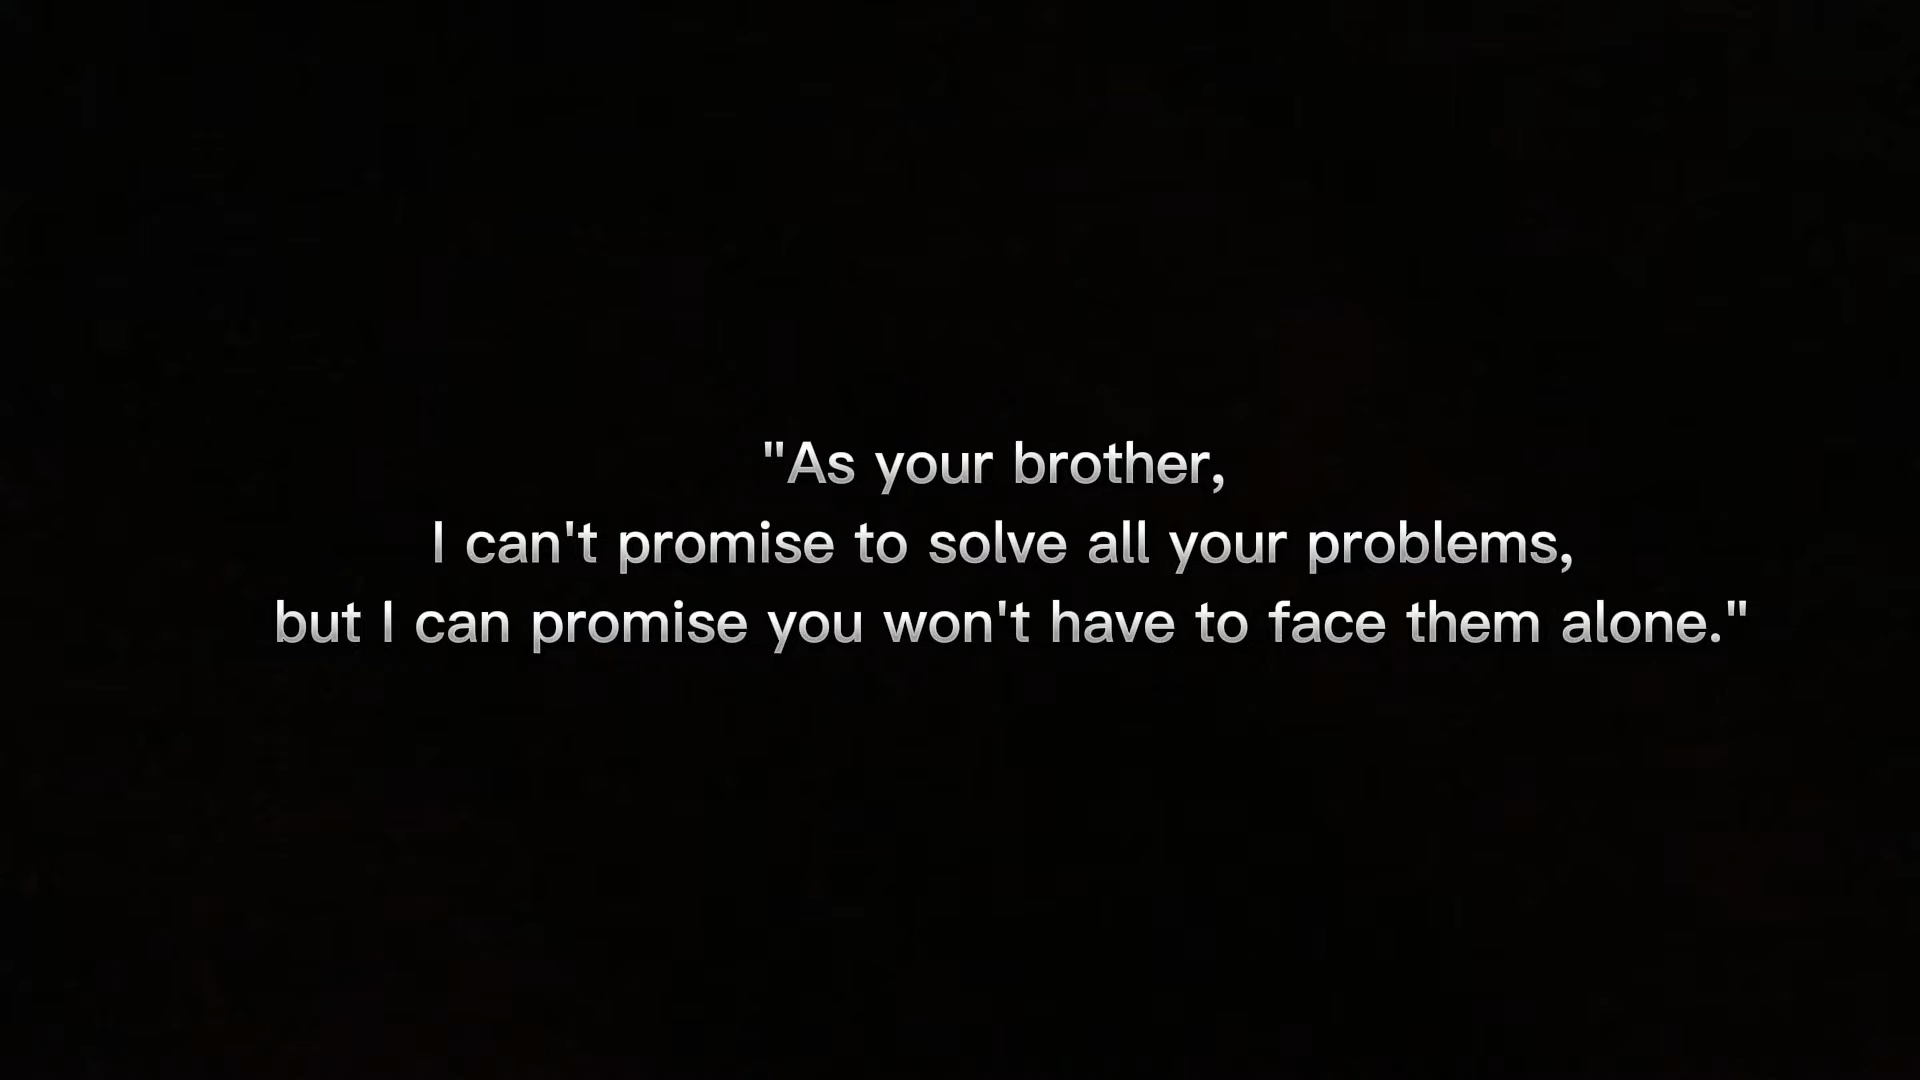 "As your brother,
I can't promise to solve all your problems,
but I can promise you won't have to face them alone."